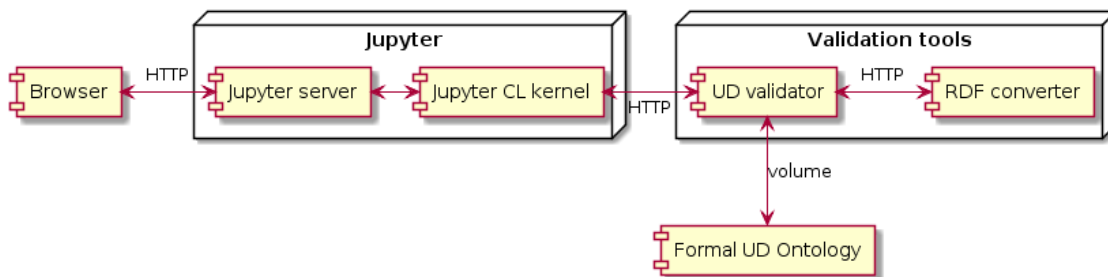 Jupyter
Validation tools
Browser
HTTP
Jupyter server
Jupyter CL kernel
HTTP
UD validator
HTTP
RDF converter
volume
Formal UD Ontology